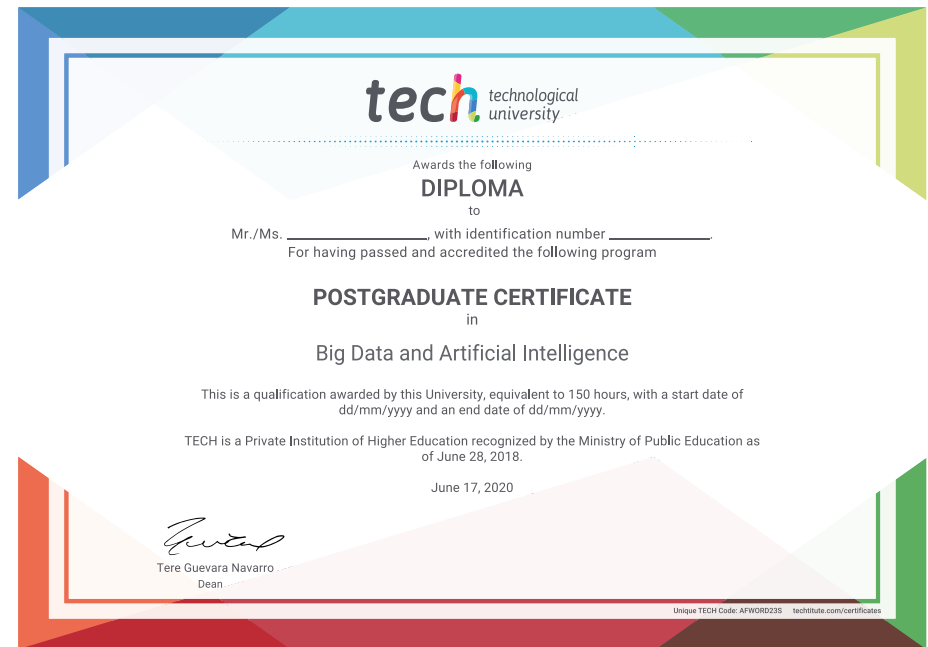 tech technological
university
Awards the following
DIPLOMA
to
Mr./Ms. ____________________, with identification number ______________.
For having passed and accredited the following program
POSTGRADUATE CERTIFICATE
in
Big Data and Artificial Intelligence
This is a qualification awarded by this University, equivalent to 150 hours, with a start date of
dd/mm/yyyy and an end date of dd/mm/yyyy.
TECH is a Private Institution of Higher Education recognized by the Ministry of Public Education as
of June 28, 2018.
June 17, 2020
Tere Guevara Navarro
Dean
Unique TECH Code: AFWORD23S techtitute.com/certificates